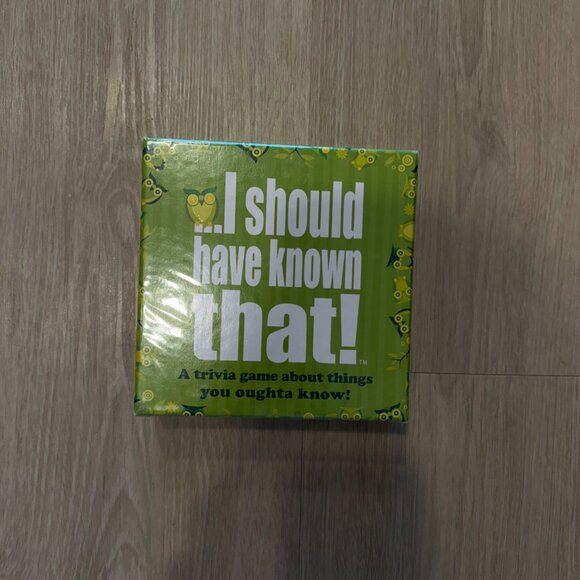 ...I should
have known
that!™
A trivia game about things
you oughta know!